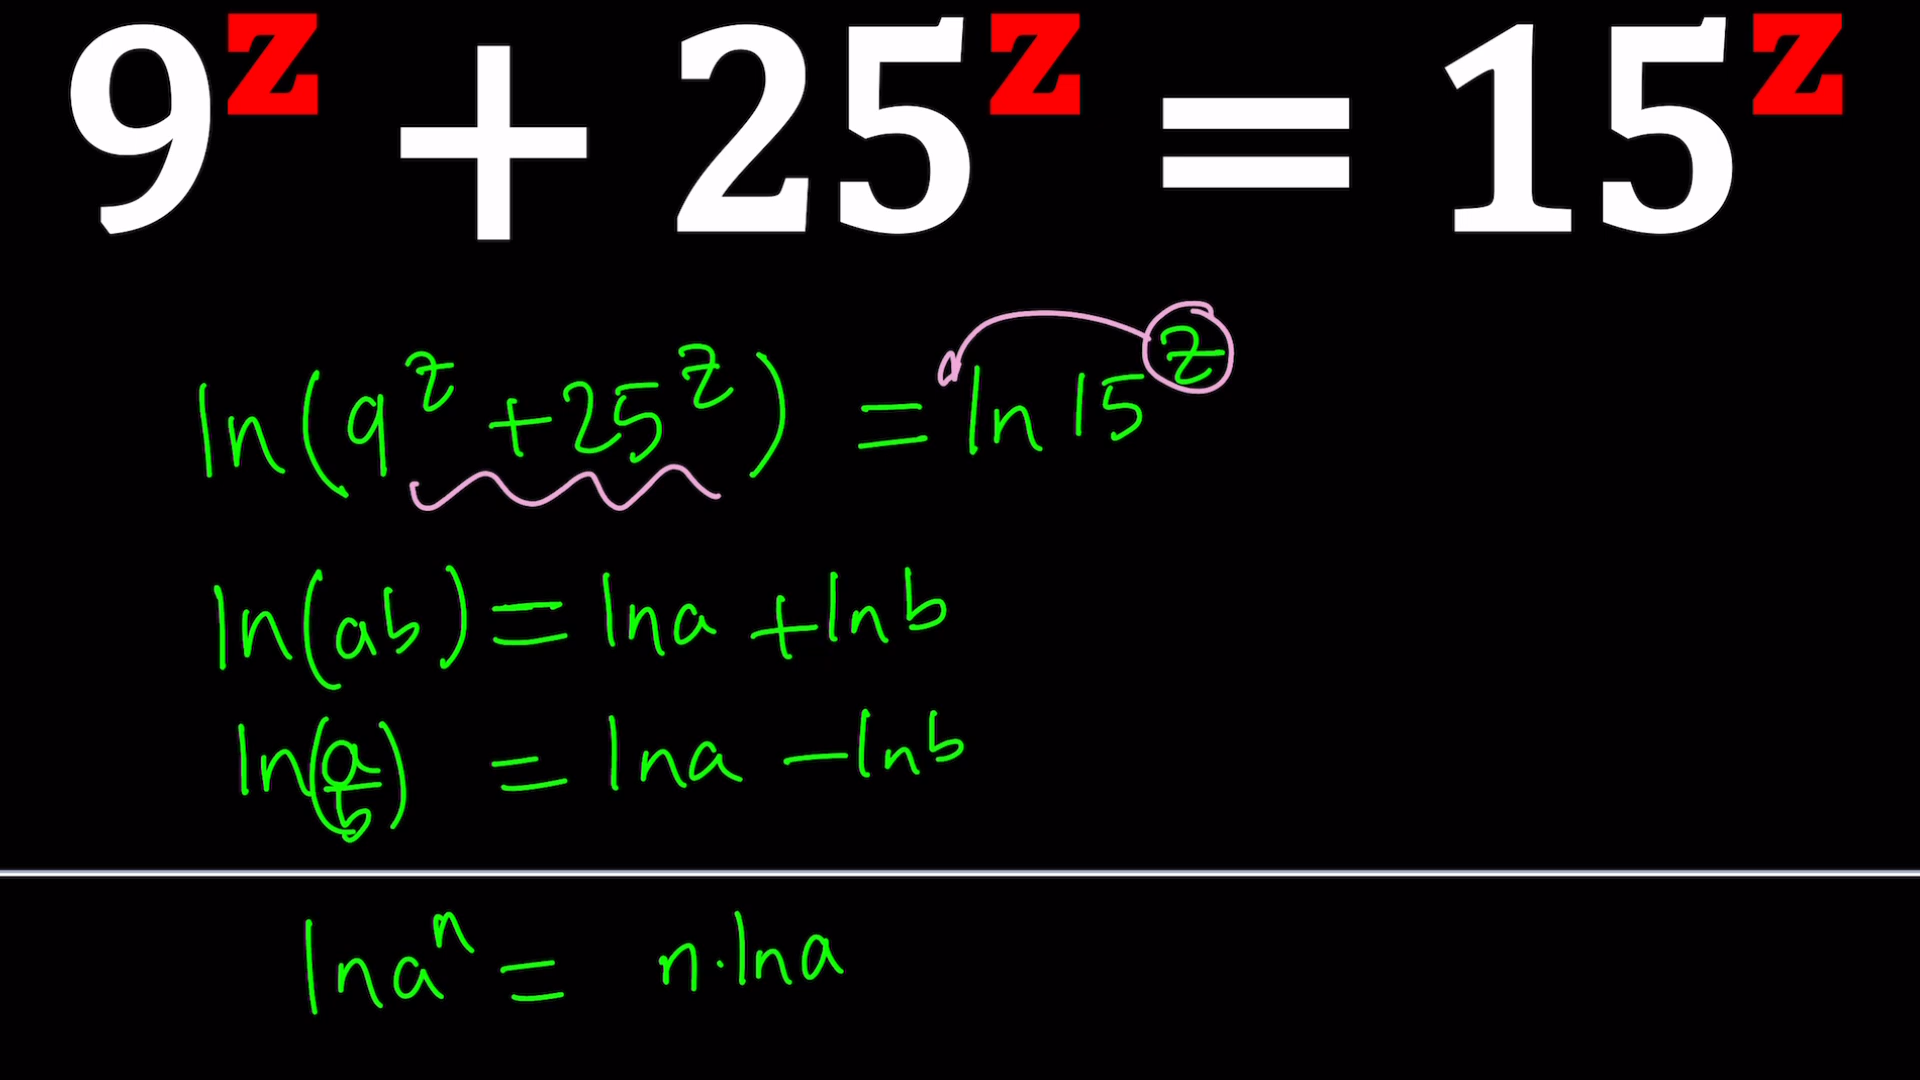 9^z + 25^z = 15^z
ln(9^z + 25^z) = ln 15^z
ln(ab) = ln a + ln b
ln(a/b) = ln a − ln b
ln a^n = n · ln a